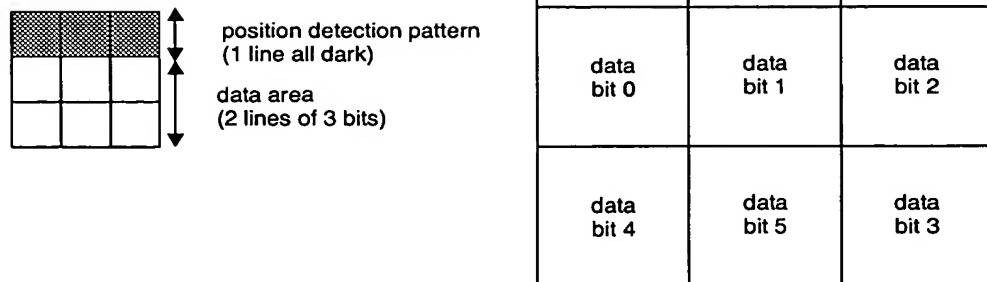 position detection pattern
(1 line all dark)
data area
(2 lines of 3 bits)
data
bit 0
data
bit 1
data
bit 2
data
bit 4
data
bit 5
data
bit 3